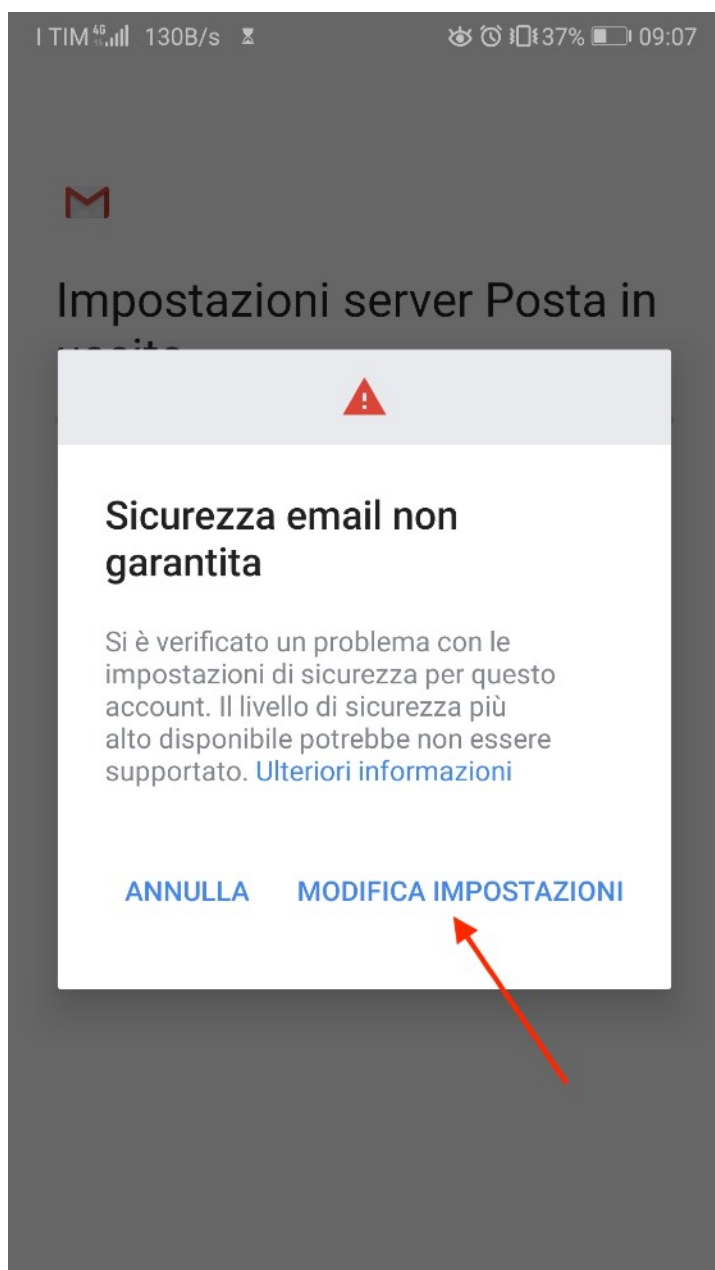 I TIM 4G 130B/s 37% 09:07
Impostazioni server Posta in
uscita
Sicurezza email non
garantita
Si è verificato un problema con le
impostazioni di sicurezza per questo
account. Il livello di sicurezza più
alto disponibile potrebbe non essere
supportato. Ulteriori informazioni
ANNULLA MODIFICA IMPOSTAZIONI